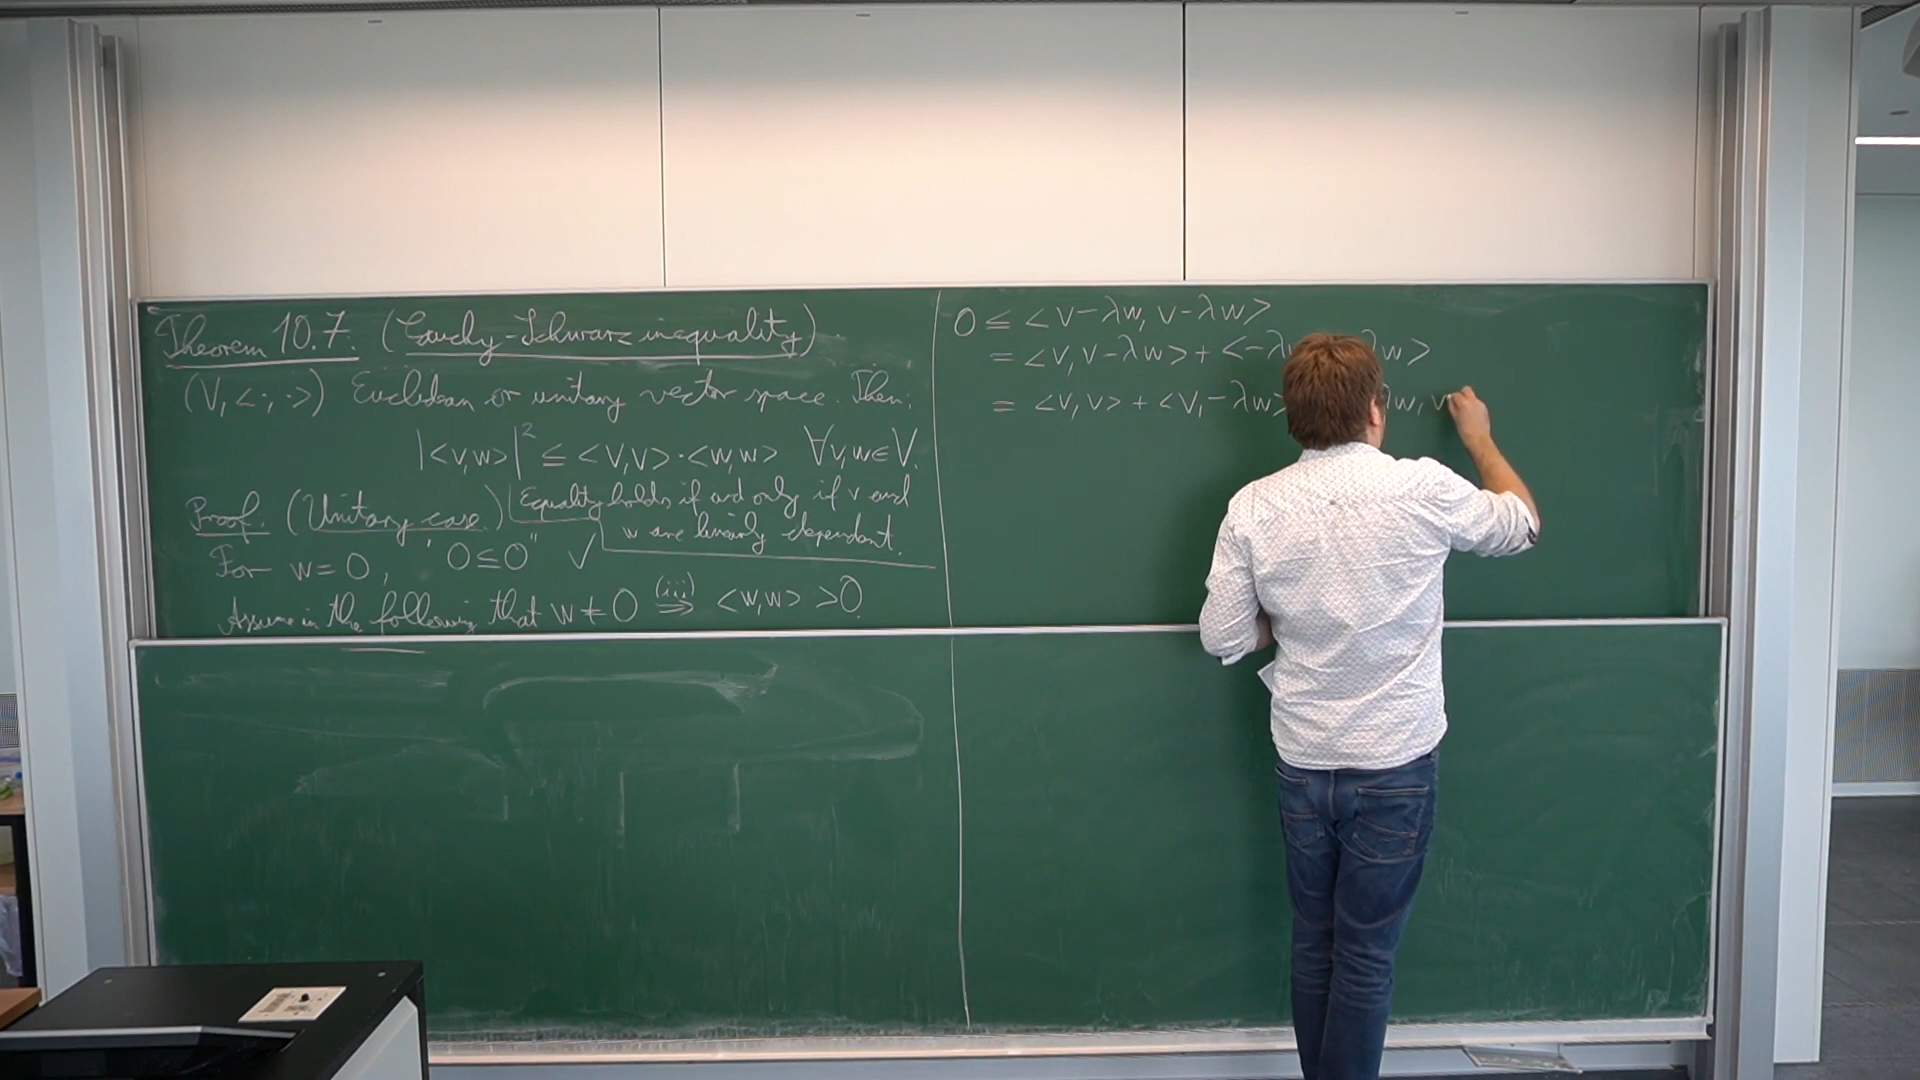 Theorem 10.7. (Cauchy-Schwarz inequality)
(V, <·,·>) Euclidean or unitary vector space. Then:
|<v,w>|² ≤ <v,v>·<w,w> ∀v,w∈V.
Equality holds if and only if v and
w are linearly dependent.
Proof: (Unitary case)
For w=0, "0≤0" ✓
Assume in the following that w≠0 (iii)⇒ <w,w> >0.
0 ≤ <v-λw, v-λw>
= <v, v-λw> + <-λw λw>
= <v,v> + <v,-λw> λw, v